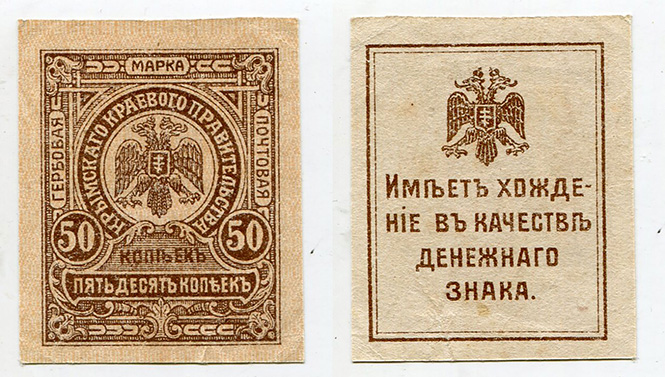 МАРКА
ГЕРБОВАЯ
ПОЧТОВАЯ
КРЫМСКАГО КРАЕВОГО ПРАВИТЕЛЬСТВА
50 50
КОПѢЕКЪ
ПЯТЬДЕСЯТЪ КОПѢЕКЪ
ИМѢЕТЪ ХОЖДЕ-
НІЕ ВЪ КАЧЕСТВѢ
ДЕНЕЖНАГО
ЗНАКА.